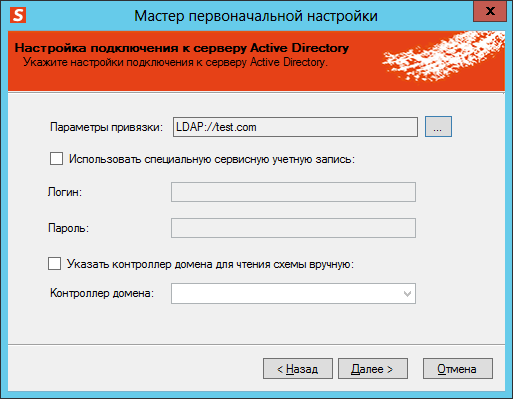 S
Мастер первоначальной настройки
x
Настройка подключения к серверу Active Directory
Укажите настройки подключения к серверу Active Directory.
Параметры привязки:
LDAP://test.com
...
Использовать специальную сервисную учетную запись:
Логин:
Пароль:
Указать контроллер домена для чтения схемы вручную:
Контроллер домена:
< Назад
Далее >
Отмена